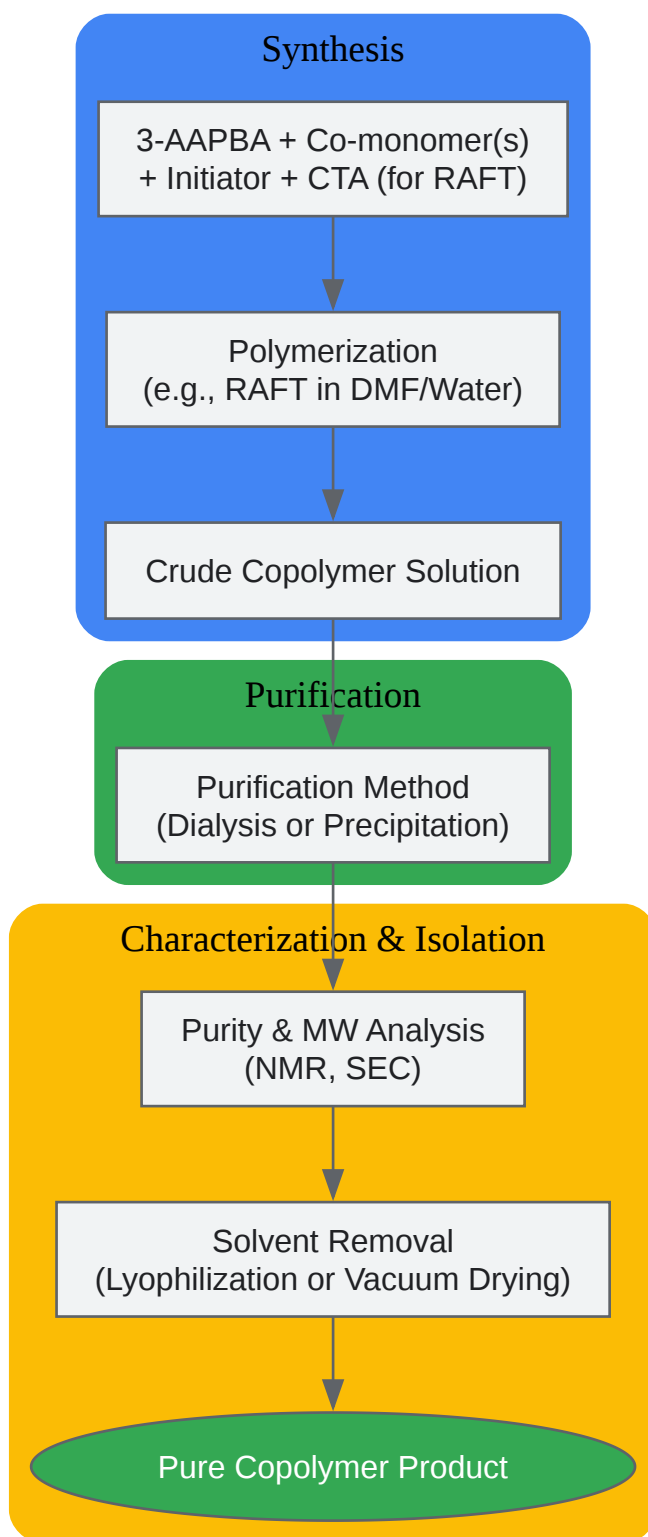 Synthesis
3-AAPBA + Co-monomer(s)
+ Initiator + CTA (for RAFT)
Polymerization
(e.g., RAFT in DMF/Water)
Crude Copolymer Solution
Purification
Purification Method
(Dialysis or Precipitation)
Characterization & Isolation
Purity & MW Analysis
(NMR, SEC)
Solvent Removal
(Lyophilization or Vacuum Drying)
Pure Copolymer Product